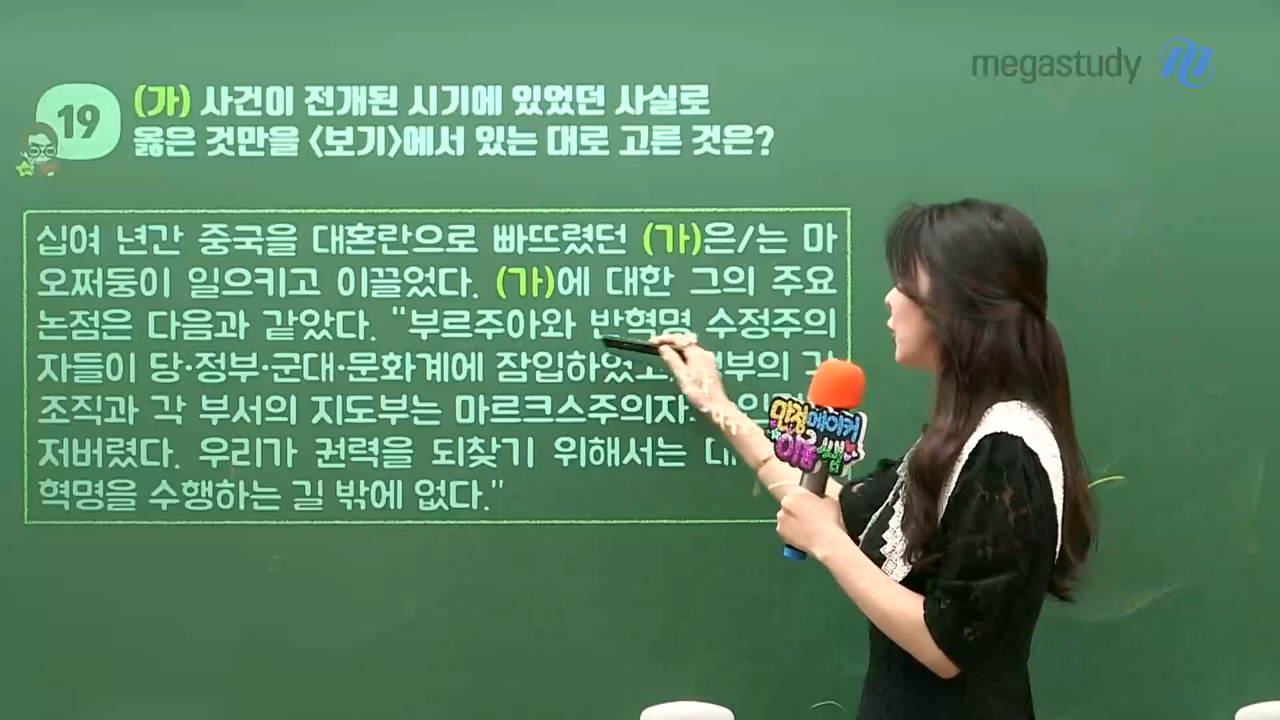 megastudy
19
(가) 사건이 전개된 시기에 있었던 사실로
옳은 것만을 <보기>에서 있는 대로 고른 것은?
십여 년간 중국을 대혼란으로 빠뜨렸던 (가)은/는 마
오쩌둥이 일으키고 이끌었다. (가)에 대한 그의 주요
논점은 다음과 같았다. "부르주아와 반혁명 수정주의
자들이 당·정부·군대·문화계에 잠입하였고,
조직과 각 부서의 지도부는 마르크스주의자
저버렸다. 우리가 권력을 되찾기 위해서는
혁명을 수행하는 길 밖에 없다."
만점메이커